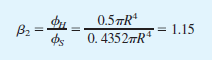 β₂ = ϕ_H / ϕ_S = 0.5πR⁴ / 0.4352πR⁴ = 1.15